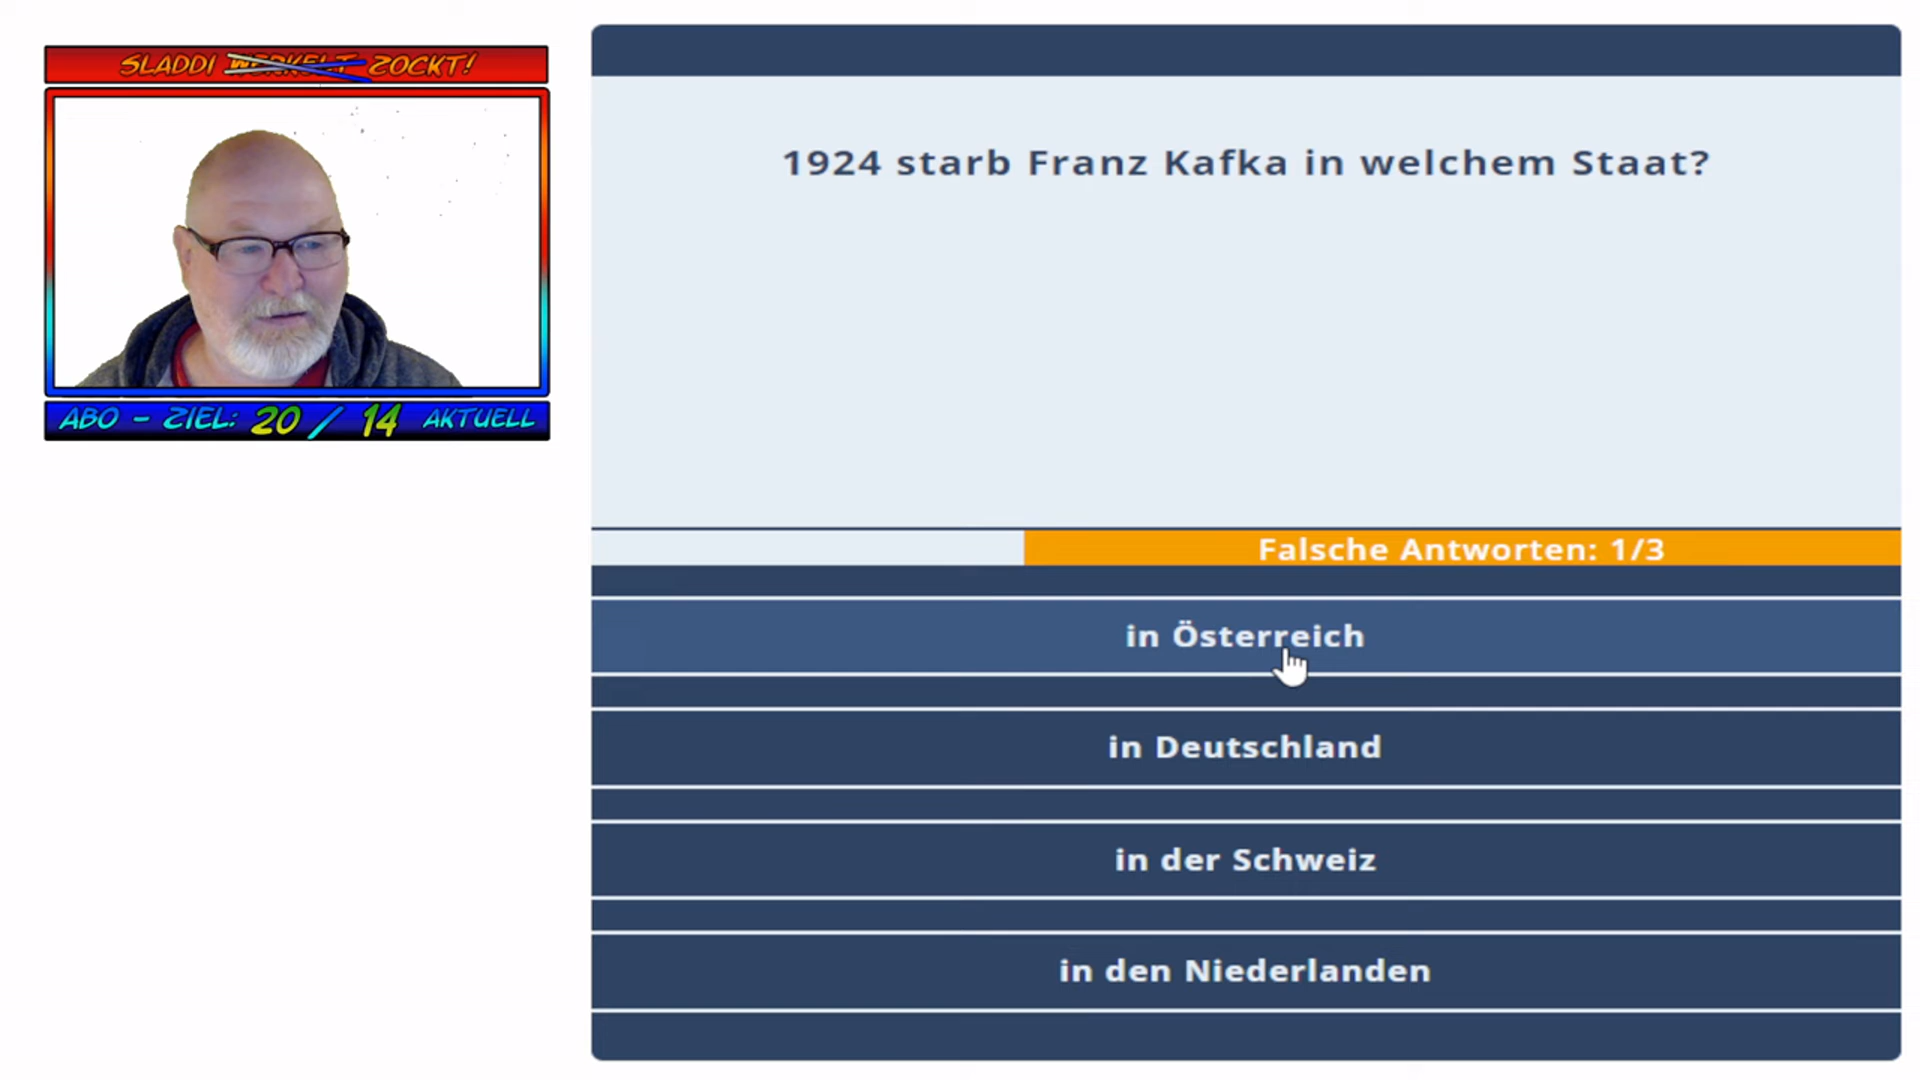 SLADDI WERKELT ZOCKT!
ABO - ZIEL: 20 / 14 AKTUELL
1924 starb Franz Kafka in welchem Staat?
Falsche Antworten: 1/3
in Österreich
in Deutschland
in der Schweiz
in den Niederlanden